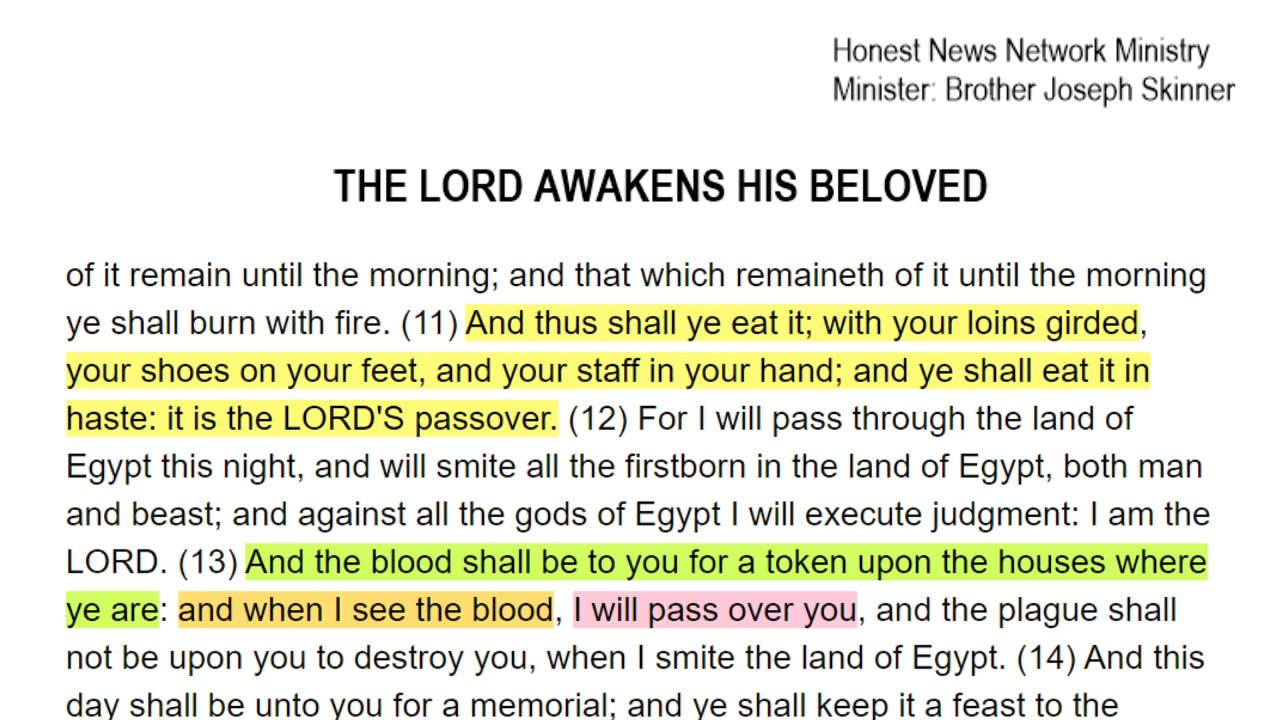 Honest News Network Ministry
Minister: Brother Joseph Skinner
THE LORD AWAKENS HIS BELOVED
of it remain until the morning; and that which remaineth of it until the morning
ye shall burn with fire. (11) And thus shall ye eat it; with your loins girded,
your shoes on your feet, and your staff in your hand; and ye shall eat it in
haste: it is the LORD'S passover. (12) For I will pass through the land of
Egypt this night, and will smite all the firstborn in the land of Egypt, both man
and beast; and against all the gods of Egypt I will execute judgment: I am the
LORD. (13) And the blood shall be to you for a token upon the houses where
ye are: and when I see the blood, I will pass over you, and the plague shall
not be upon you to destroy you, when I smite the land of Egypt. (14) And this
day shall be unto you for a memorial; and ye shall keep it a feast to the